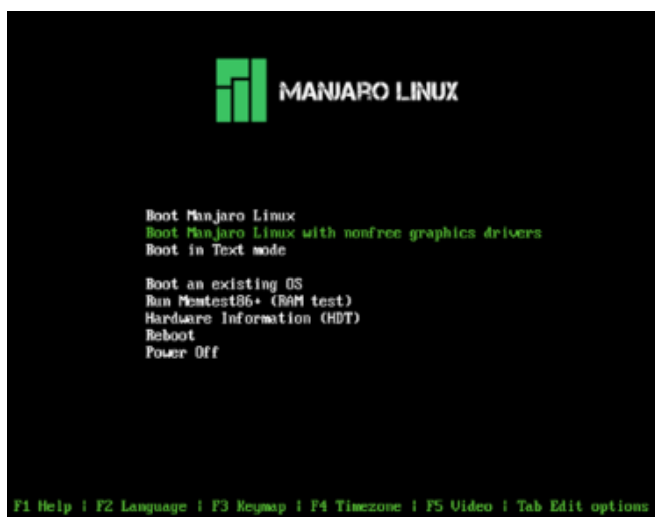 MANJARO LINUX
Boot Manjaro Linux
Boot Manjaro Linux with nonfree graphics drivers
Boot in Text mode
Boot an existing OS
Run Memtest86+ (RAM test)
Hardware Information (HDT)
Reboot
Power Off
F1 Help | F2 Language | F3 Keymap | F4 Timezone | F5 Video | Tab Edit options